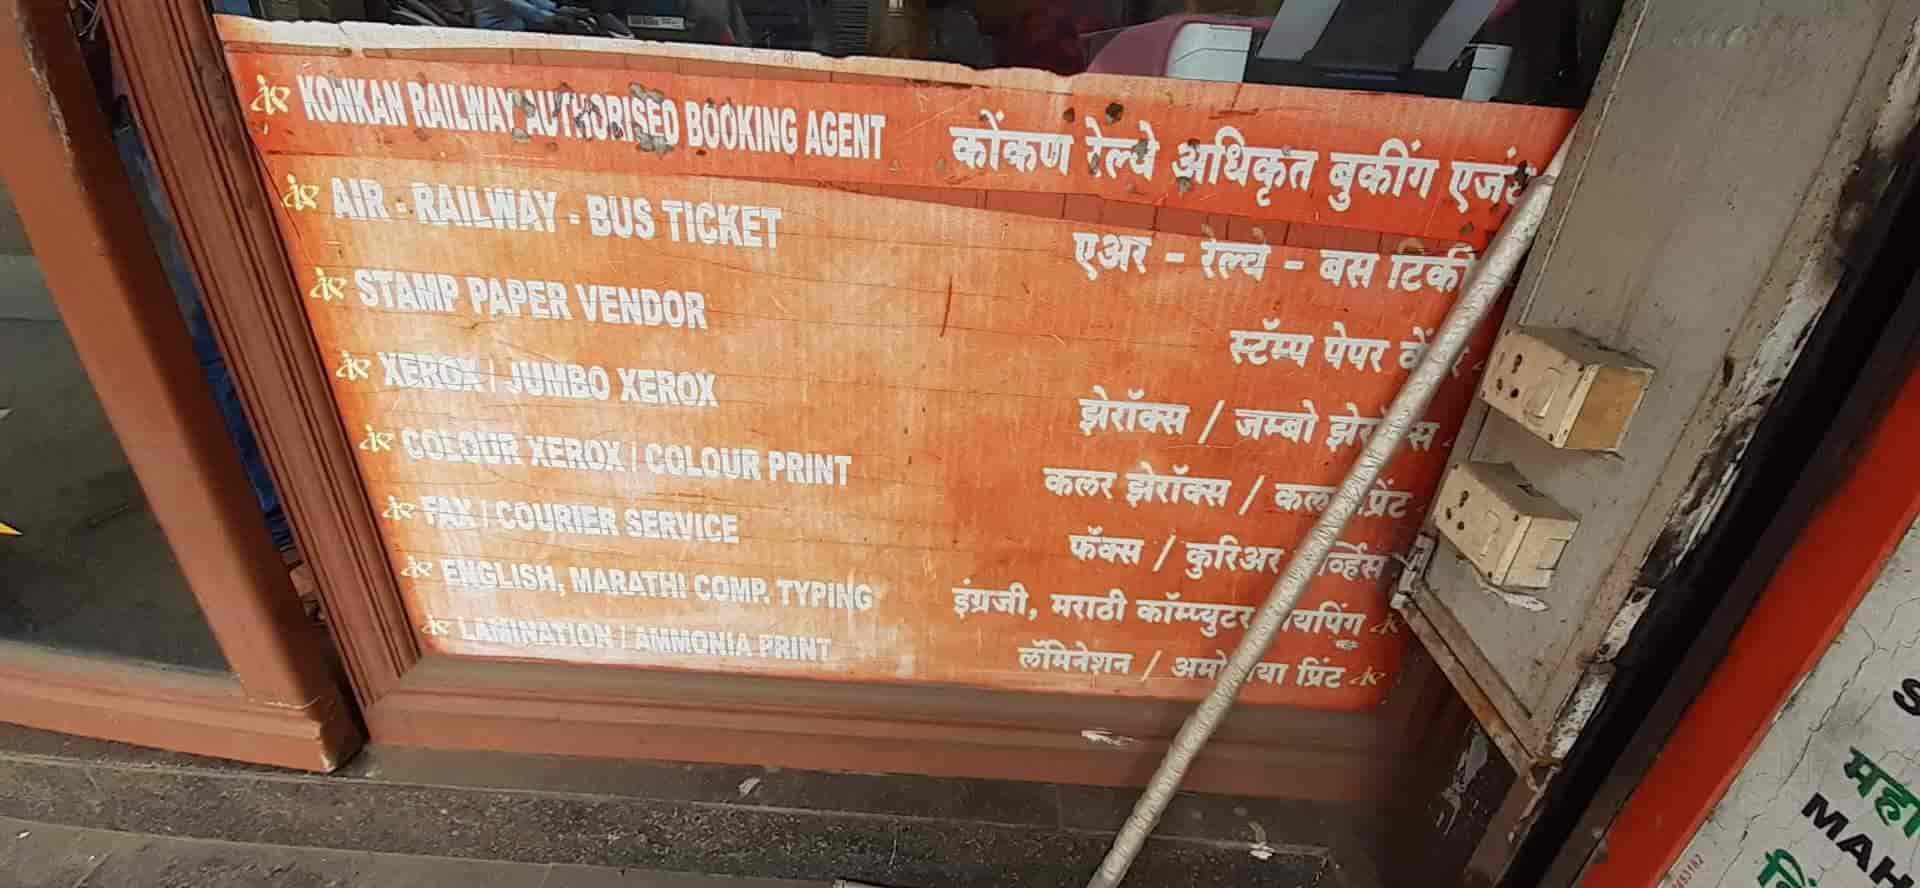 KONKAN RAILWAY AUTHORISED BOOKING AGENT कोंकण रेल्वे अधिकृत बुकींग
AIR - RAILWAY - BUS TICKET एअर - रेल्वे - बस
STAMP PAPER VENDOR स्टॅम्प पेपर
XEROX / JUMBO XEROX झेरॉक्स / जम्बो
COLOUR XEROX / COLOUR PRINT कलर झेरॉक्स / प्रिंट
FAX / COURIER SERVICE फॅक्स / कुरिअर
ENGLISH, MARATHI COMP. TYPING इंग्रजी, मराठी कॉम्प्युटर
LAMINATION / AMMONIA PRINT लॅमिनेशन / प्रिंट